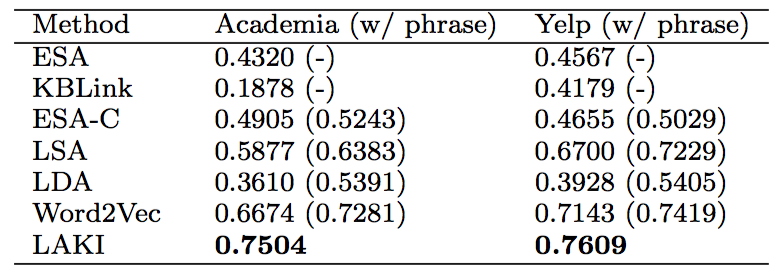 Method Academia (w/ phrase) Yelp (w/ phrase)
ESA 0.4320 (-) 0.4567 (-)
KBLink 0.1878 (-) 0.4179 (-)
ESA-C 0.4905 (0.5243) 0.4655 (0.5029)
LSA 0.5877 (0.6383) 0.6700 (0.7229)
LDA 0.3610 (0.5391) 0.3928 (0.5405)
Word2Vec 0.6674 (0.7281) 0.7143 (0.7419)
LAKI 0.7504 0.7609